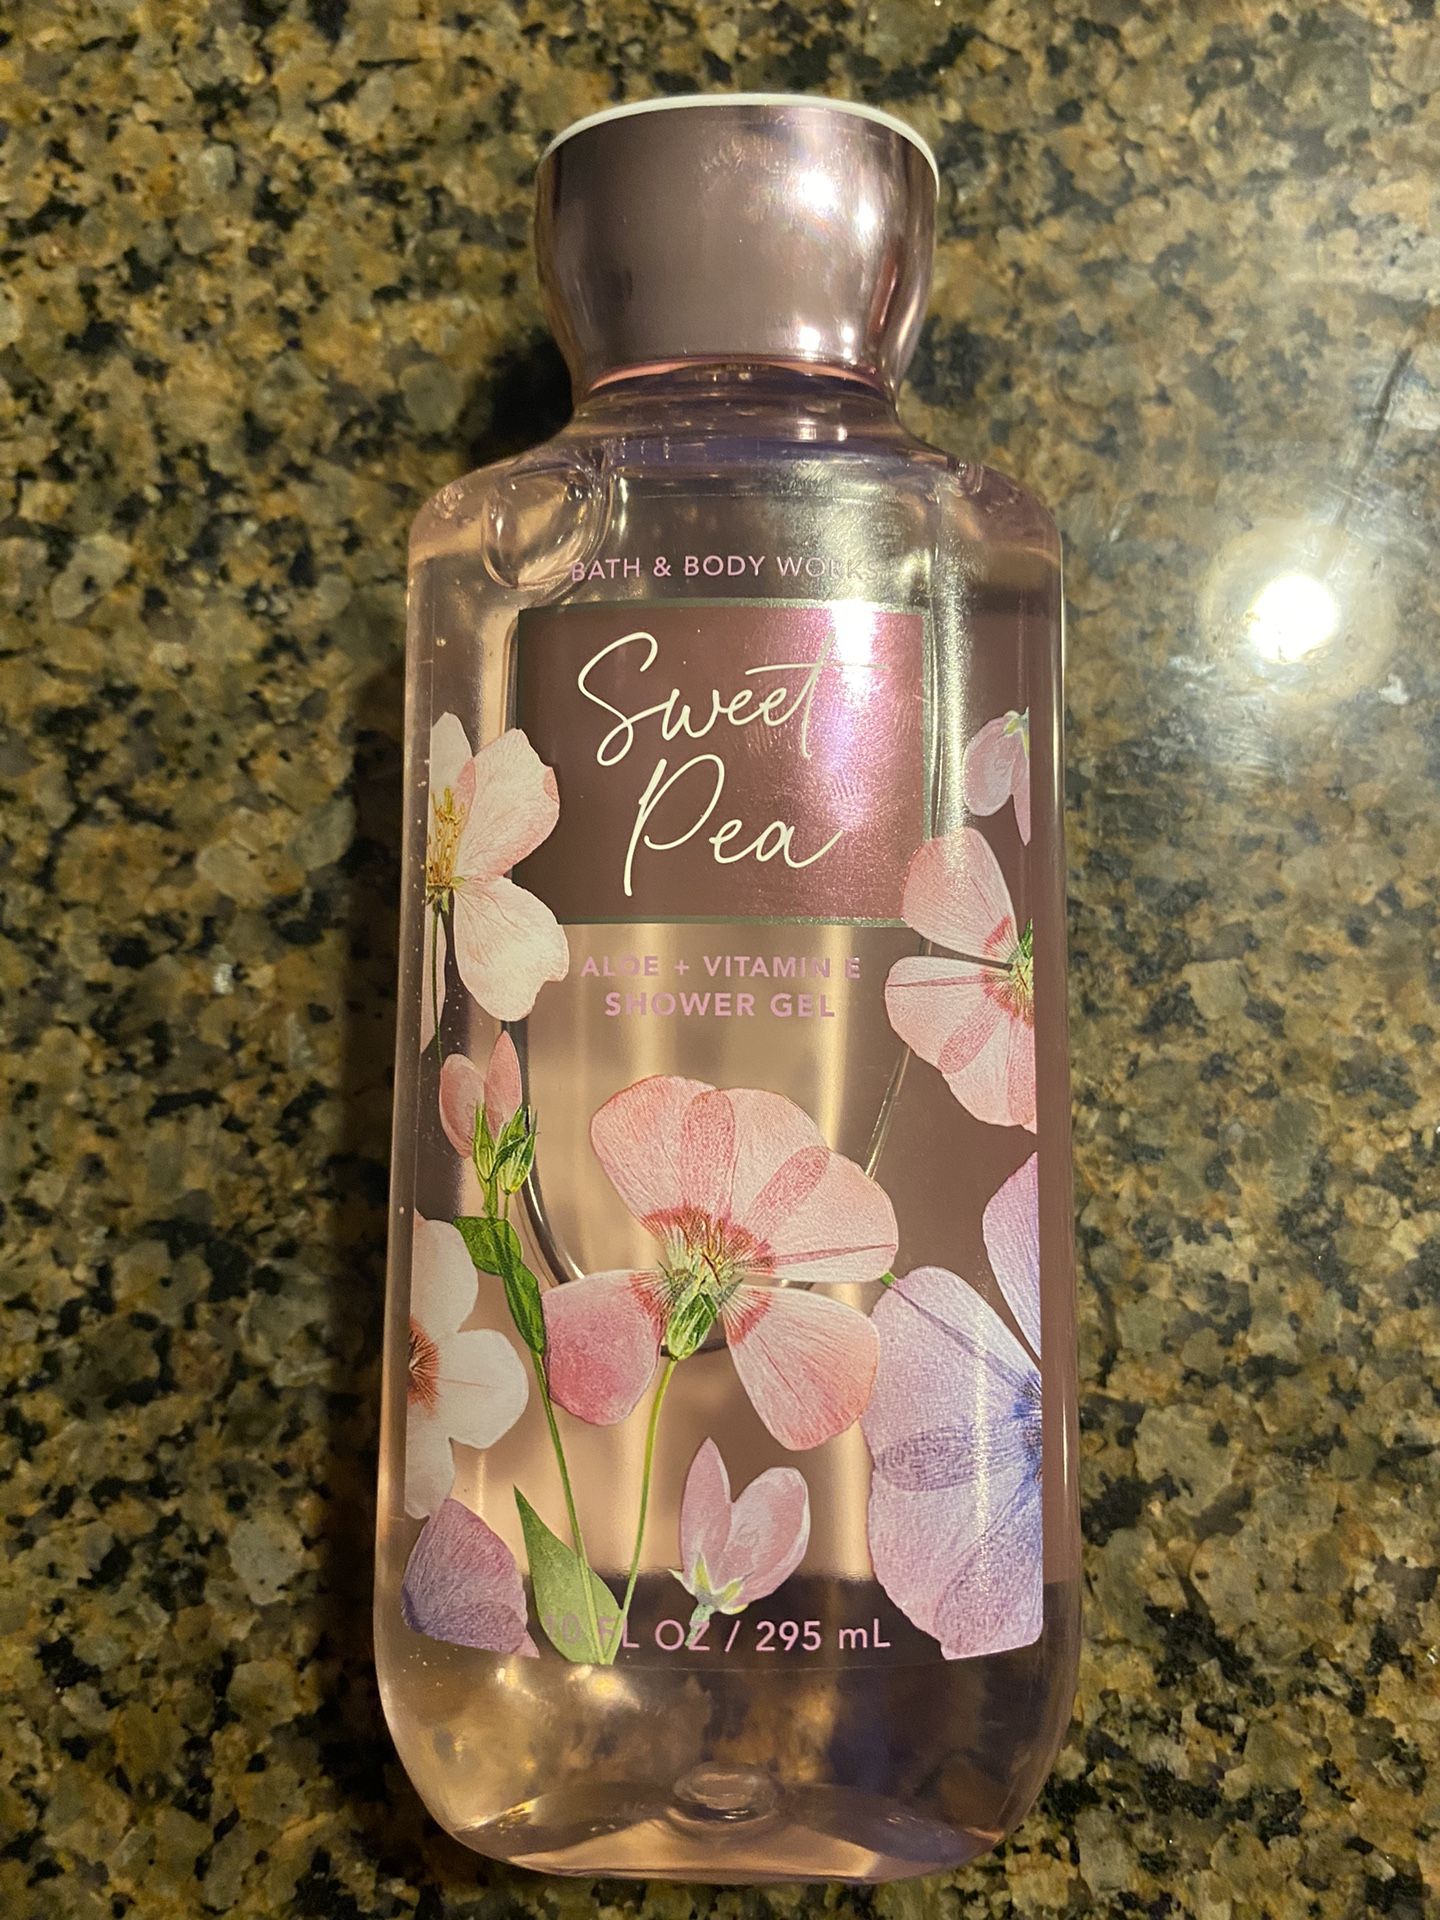 BATH & BODY WORKS
Sweet
Pea
ALOE + VITAMIN E
SHOWER GEL
10 FL OZ / 295 mL